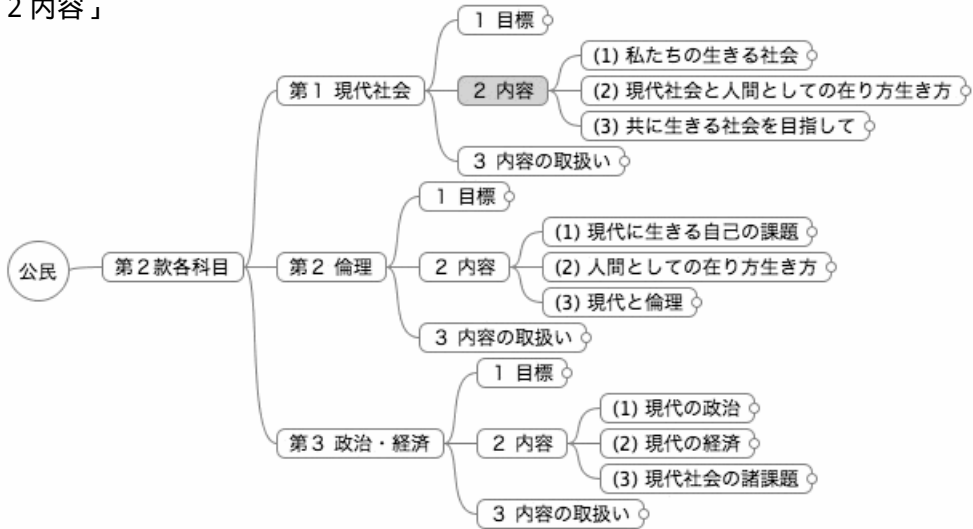 2 内容」
公民
第2款各科目
第1 現代社会
1 目標
2 内容
(1) 私たちの生きる社会
(2) 現代社会と人間としての在り方生き方
(3) 共に生きる社会を目指して
3 内容の取扱い
第2 倫理
1 目標
2 内容
(1) 現代に生きる自己の課題
(2) 人間としての在り方生き方
(3) 現代と倫理
3 内容の取扱い
第3 政治・経済
1 目標
2 内容
(1) 現代の政治
(2) 現代の経済
(3) 現代社会の諸課題
3 内容の取扱い